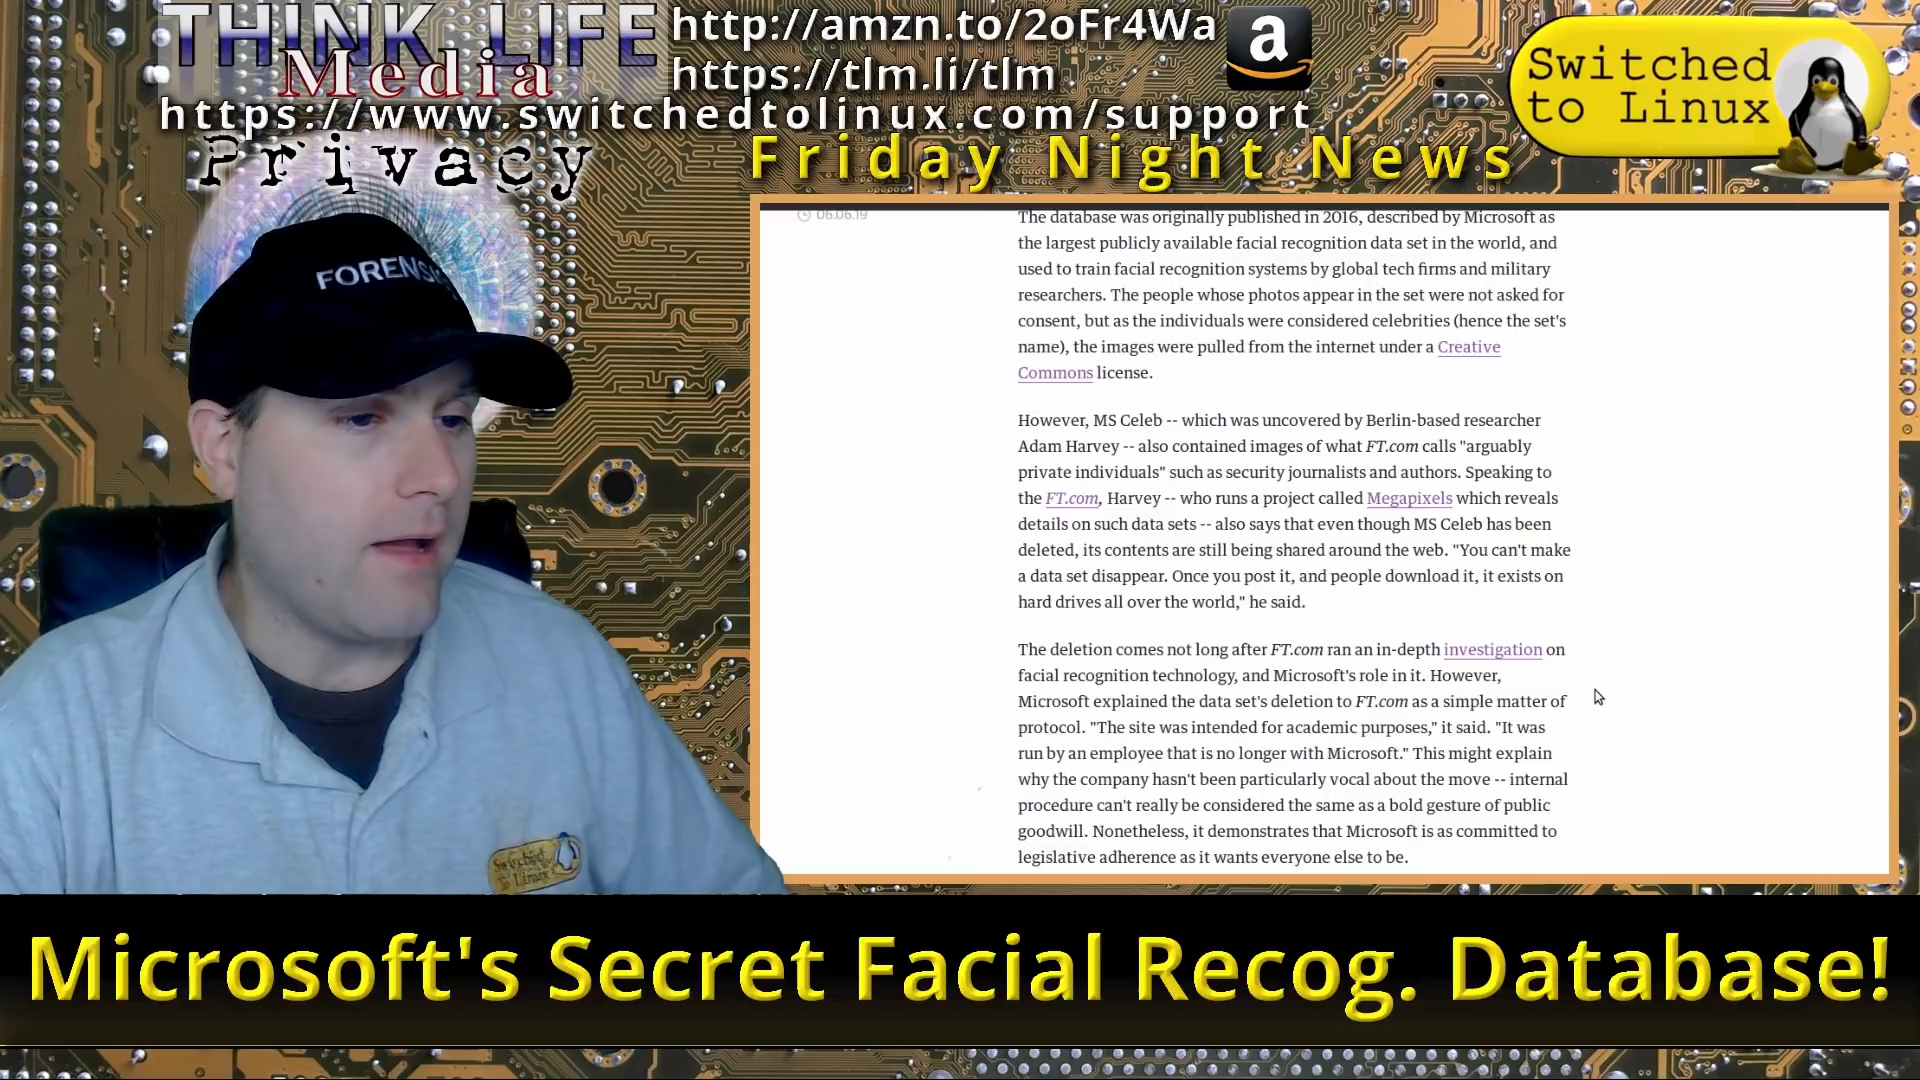 THINK LIFE
Media
http://amzn.to/2oFr4Wa
https://tlm.li/tlm
https://www.switchedtolinux.com/support
a
Switched
to Linux
Privacy
Friday Night News
FORENSI
06.06.19
The database was originally published in 2016, described by Microsoft as
the largest publicly available facial recognition data set in the world, and
used to train facial recognition systems by global tech firms and military
researchers. The people whose photos appear in the set were not asked for
consent, but as the individuals were considered celebrities (hence the set's
name), the images were pulled from the internet under a Creative
Commons license.
However, MS Celeb -- which was uncovered by Berlin-based researcher
Adam Harvey -- also contained images of what FT.com calls "arguably
private individuals" such as security journalists and authors. Speaking to
the FT.com, Harvey -- who runs a project called Megapixels which reveals
details on such data sets -- also says that even though MS Celeb has been
deleted, its contents are still being shared around the web. "You can't make
a data set disappear. Once you post it, and people download it, it exists on
hard drives all over the world," he said.
The deletion comes not long after FT.com ran an in-depth investigation on
facial recognition technology, and Microsoft's role in it. However,
Microsoft explained the data set's deletion to FT.com as a simple matter of
protocol. "The site was intended for academic purposes," it said. "It was
run by an employee that is no longer with Microsoft." This might explain
why the company hasn't been particularly vocal about the move -- internal
procedure can't really be considered the same as a bold gesture of public
goodwill. Nonetheless, it demonstrates that Microsoft is as committed to
legislative adherence as it wants everyone else to be.
Switched
to Linux
Microsoft's Secret Facial Recog. Database!